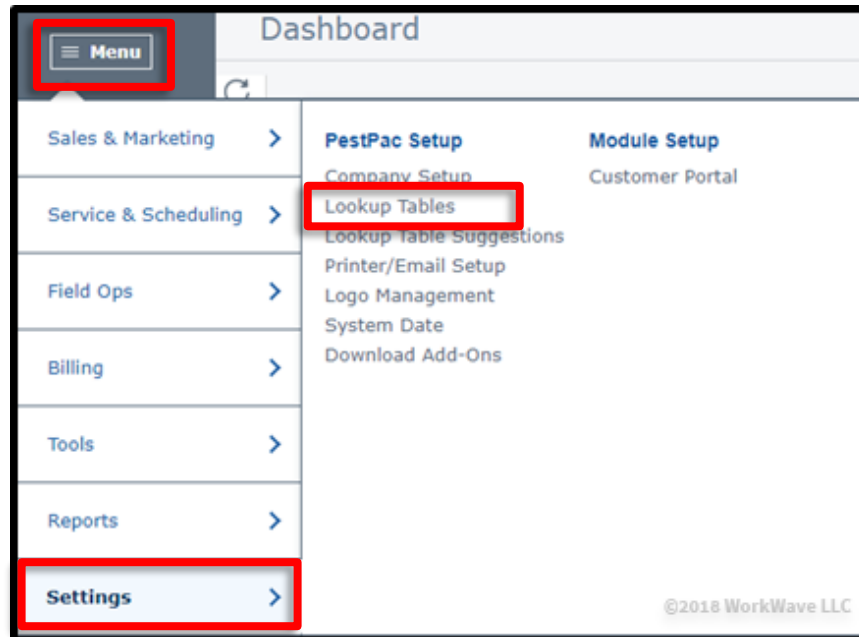 Dashboard
≡ Menu
Sales & Marketing
Service & Scheduling
Field Ops
Billing
Tools
Reports
Settings
PestPac Setup
Company Setup
Lookup Tables
Lookup Table Suggestions
Printer/Email Setup
Logo Management
System Date
Download Add-Ons
Module Setup
Customer Portal
©2018 WorkWave LLC